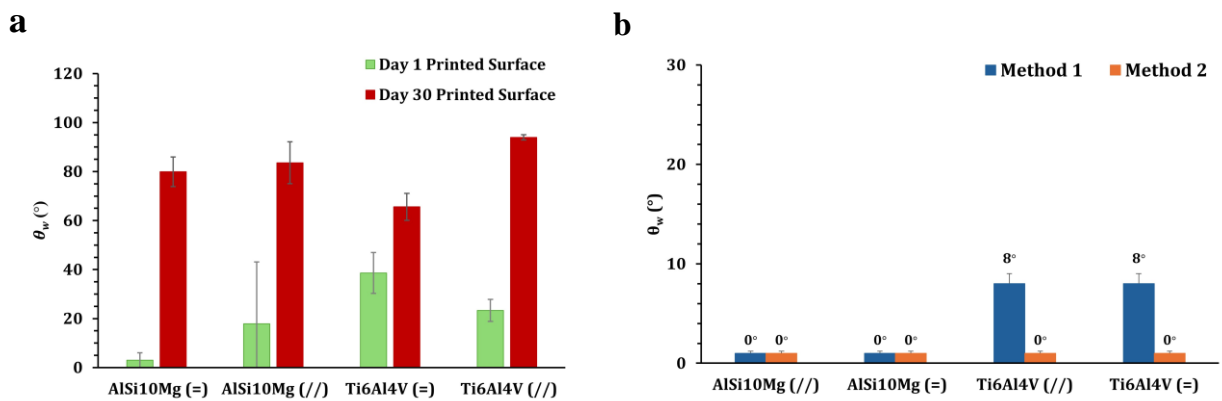 a
Day 1 Printed Surface
Day 30 Printed Surface
120
100
80
60
40
20
0
θw (°)
AlSi10Mg (=) AlSi10Mg (//) Ti6Al4V (=) Ti6Al4V (//)
b
Method 1 Method 2
30
20
10
0
θw (°)
0° 0° 0° 0° 8° 0° 8° 0°
AlSi10Mg (//) AlSi10Mg (=) Ti6Al4V (//) Ti6Al4V (=)